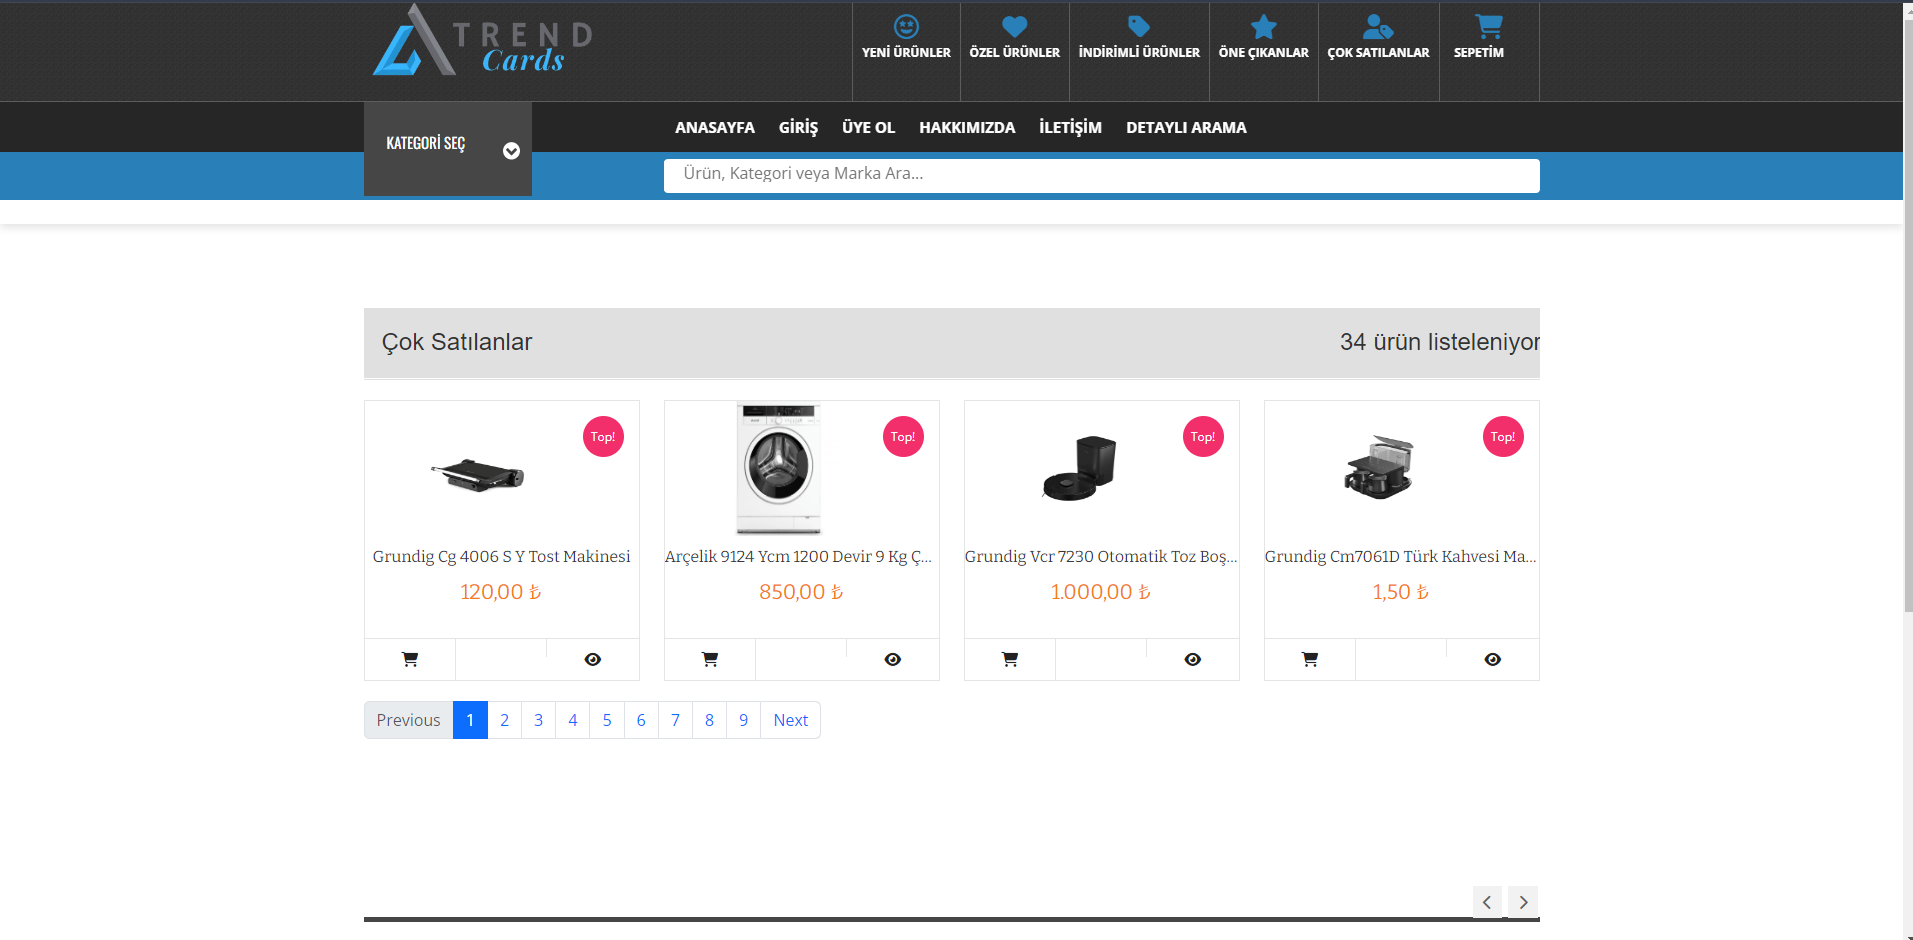 TREND
Cards
YENİ ÜRÜNLER
ÖZEL ÜRÜNLER
İNDİRİMLİ ÜRÜNLER
ÖNE ÇIKANLAR
ÇOK SATILANLAR
SEPETİM
KATEGORİ SEÇ
ANASAYFA
GİRİŞ
ÜYE OL
HAKKIMIZDA
İLETİŞİM
DETAYLI ARAMA
Ürün, Kategori veya Marka Ara...
Çok Satılanlar
34 ürün listeleniyor
Top!
Grundig Cg 4006 S Y Tost Makinesi
120,00 ₺
Top!
Arçelik 9124 Ycm 1200 Devir 9 Kg Ç...
850,00 ₺
Top!
Grundig Vcr 7230 Otomatik Toz Boş...
1.000,00 ₺
Top!
Grundig Cm7061D Türk Kahvesi Ma...
1,50 ₺
Previous 1 2 3 4 5 6 7 8 9 Next